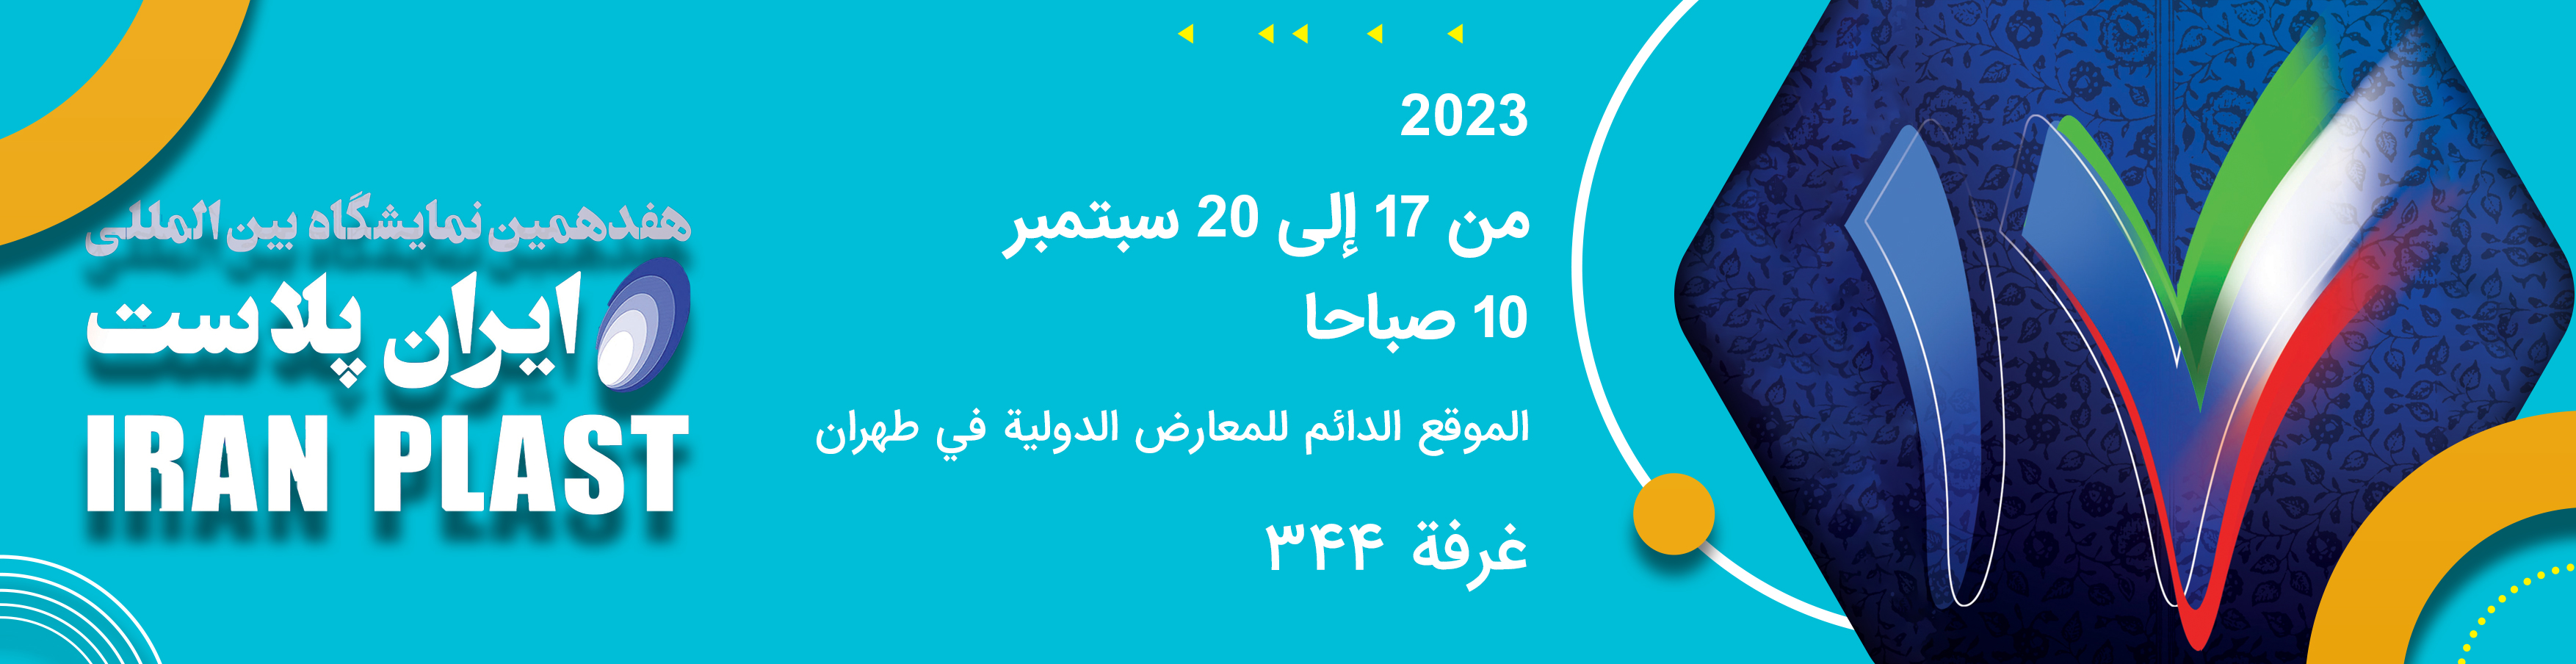 2023
من 17 إلى 20 سبتمبر
10 صباحا
الموقع الدائم للمعارض الدولية في طهران
غرفة ۳۴۴
هفدهمین نمایشگاه بین المللی
ایران پلاست
IRAN PLAST
۱۷